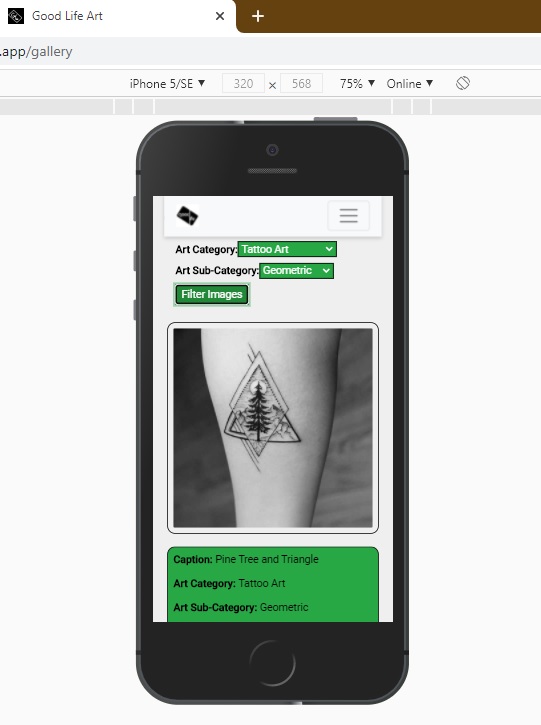 Good Life Art
.app/gallery
iPhone 5/SE 320 x 568 75% Online
Art Category: Tattoo Art
Art Sub-Category: Geometric
Filter Images
Caption: Pine Tree and Triangle
Art Category: Tattoo Art
Art Sub-Category: Geometric